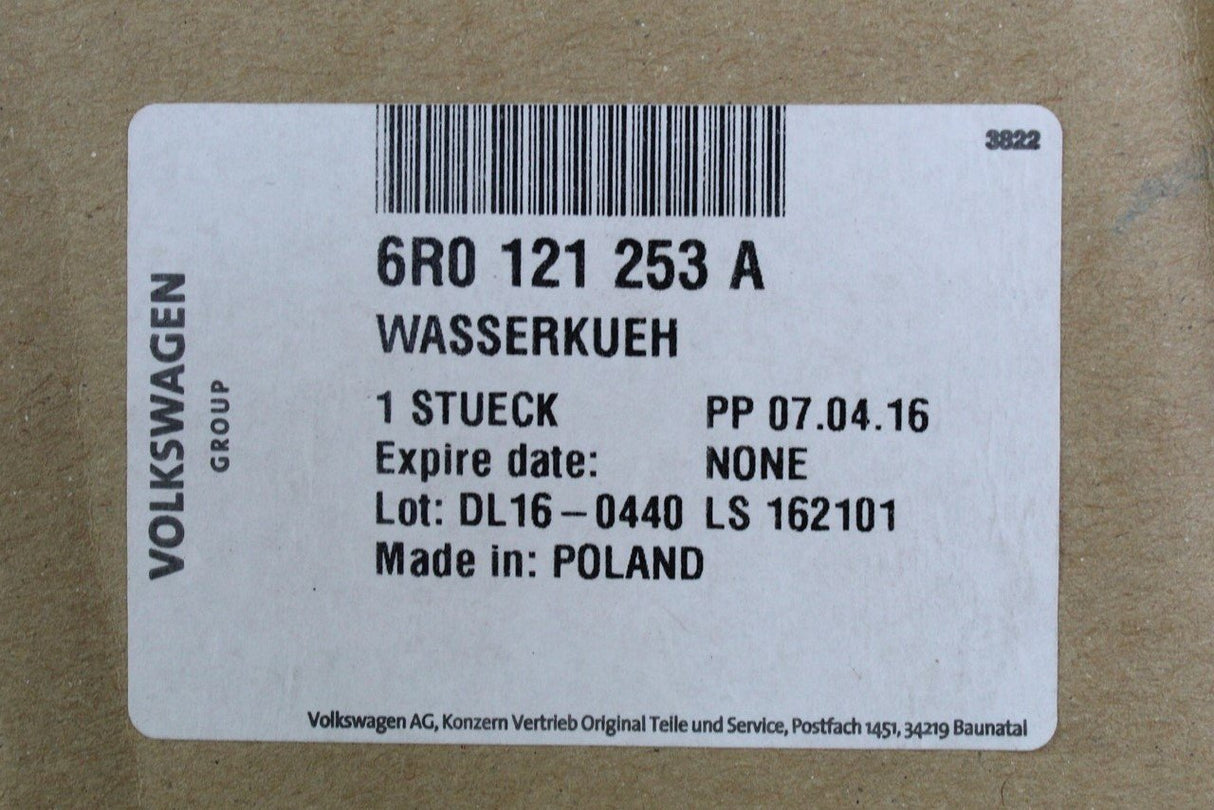 3822
6R0 121 253 A
WASSERKUEH
1 STUECK PP 07.04.16
Expire date: NONE
Lot: DL16-0440 LS 162101
Made in: POLAND
VOLKSWAGEN
GROUP
Volkswagen AG, Konzern Vertrieb Original Teile und Service, Postfach 1451, 34219 Baunatal